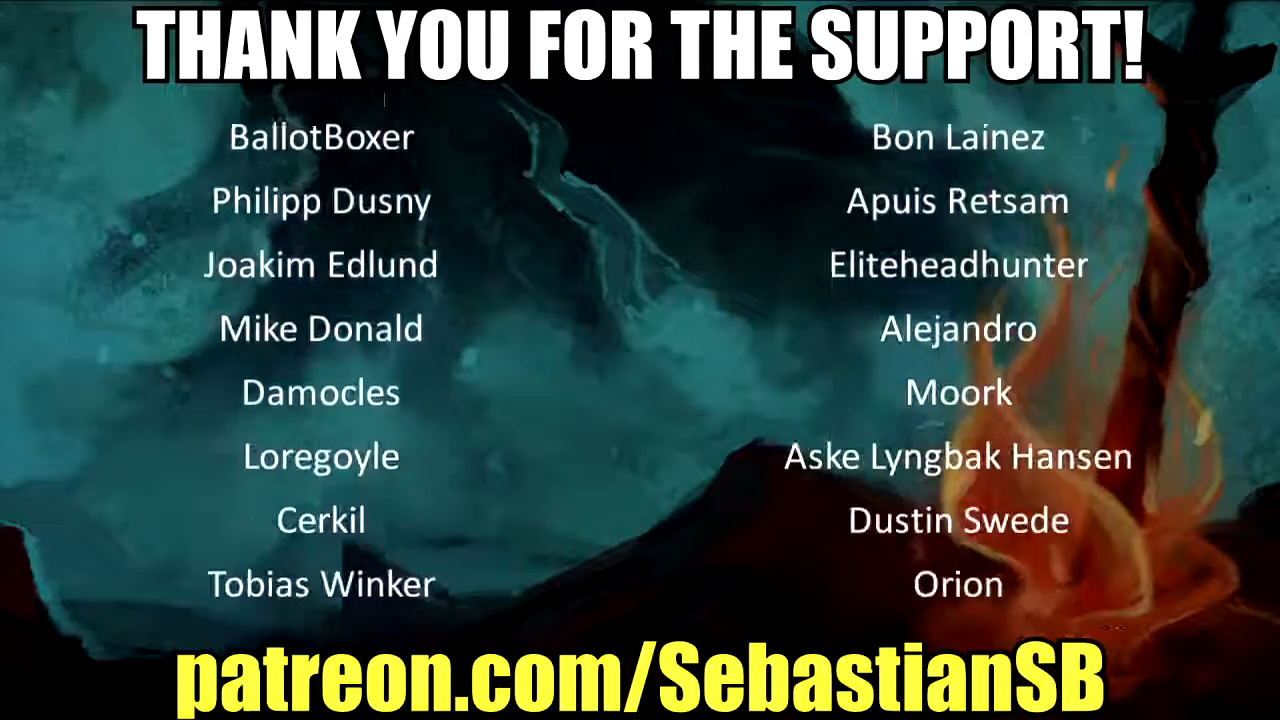 THANK YOU FOR THE SUPPORT!
BallotBoxer
Philipp Dusny
Joakim Edlund
Mike Donald
Damocles
Loregoyle
Cerkil
Tobias Winker
Bon Lainez
Apuis Retsam
Eliteheadhunter
Alejandro
Moork
Aske Lyngbak Hansen
Dustin Swede
Orion
patreon.com/SebastianSB